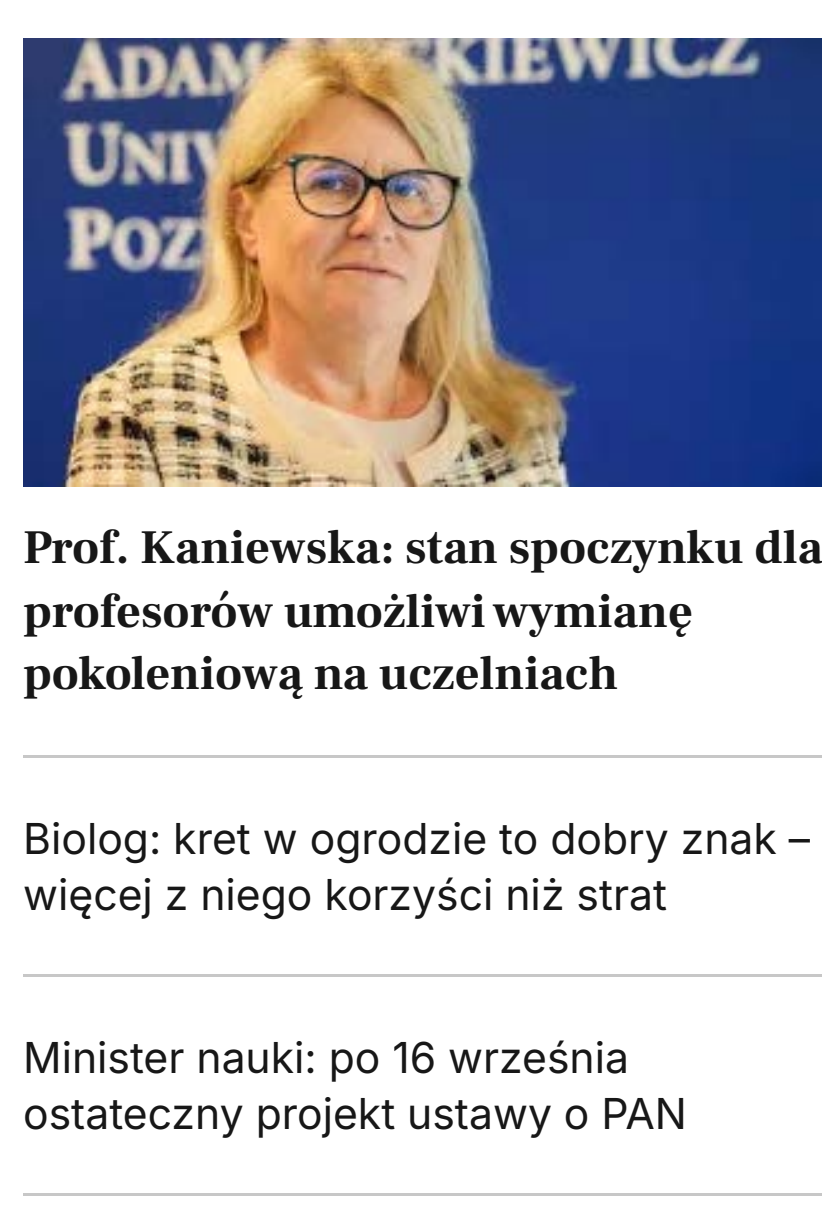 ADAM KIEWICZ
UNIV
POZ
Prof. Kaniewska: stan spoczynku dla
profesorów umożliwi wymianę
pokoleniową na uczelniach
Biolog: kret w ogrodzie to dobry znak –
więcej z niego korzyści niż strat
Minister nauki: po 16 września
ostateczny projekt ustawy o PAN